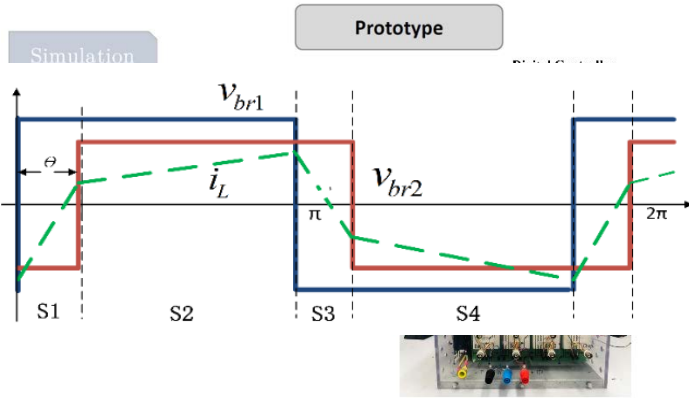 Prototype
Simulation
v_br1
θ
i_L
v_br2
π
2π
S1 S2 S3 S4